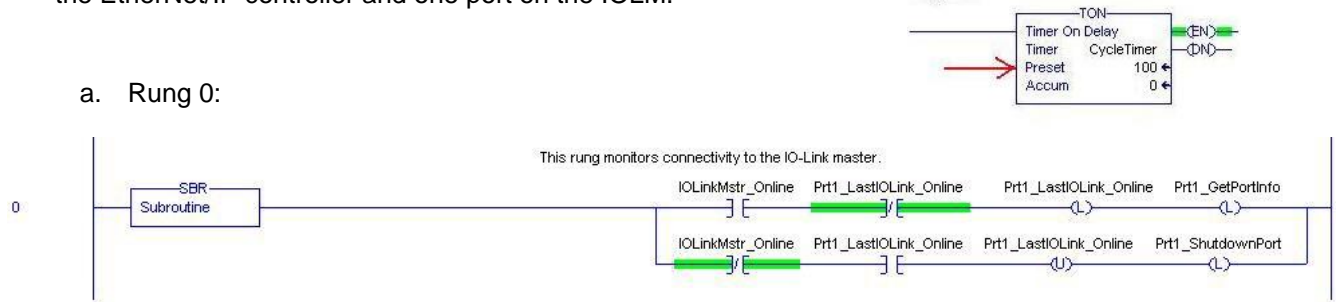 the EtherNet/IP controller and one port on the IOLM.
TON
Timer On Delay
Timer CycleTimer
Preset 100
Accum 0
(EN)
(DN)
a. Rung 0:
This rung monitors connectivity to the IO-Link master.
0
SBR
Subroutine
IOLinkMstr_Online Prt1_LastIOLink_Online Prt1_LastIOLink_Online Prt1_GetPortInfo
(L) (L)
IOLinkMstr_Online Prt1_LastIOLink_Online Prt1_LastIOLink_Online Prt1_ShutdownPort
(U) (L)